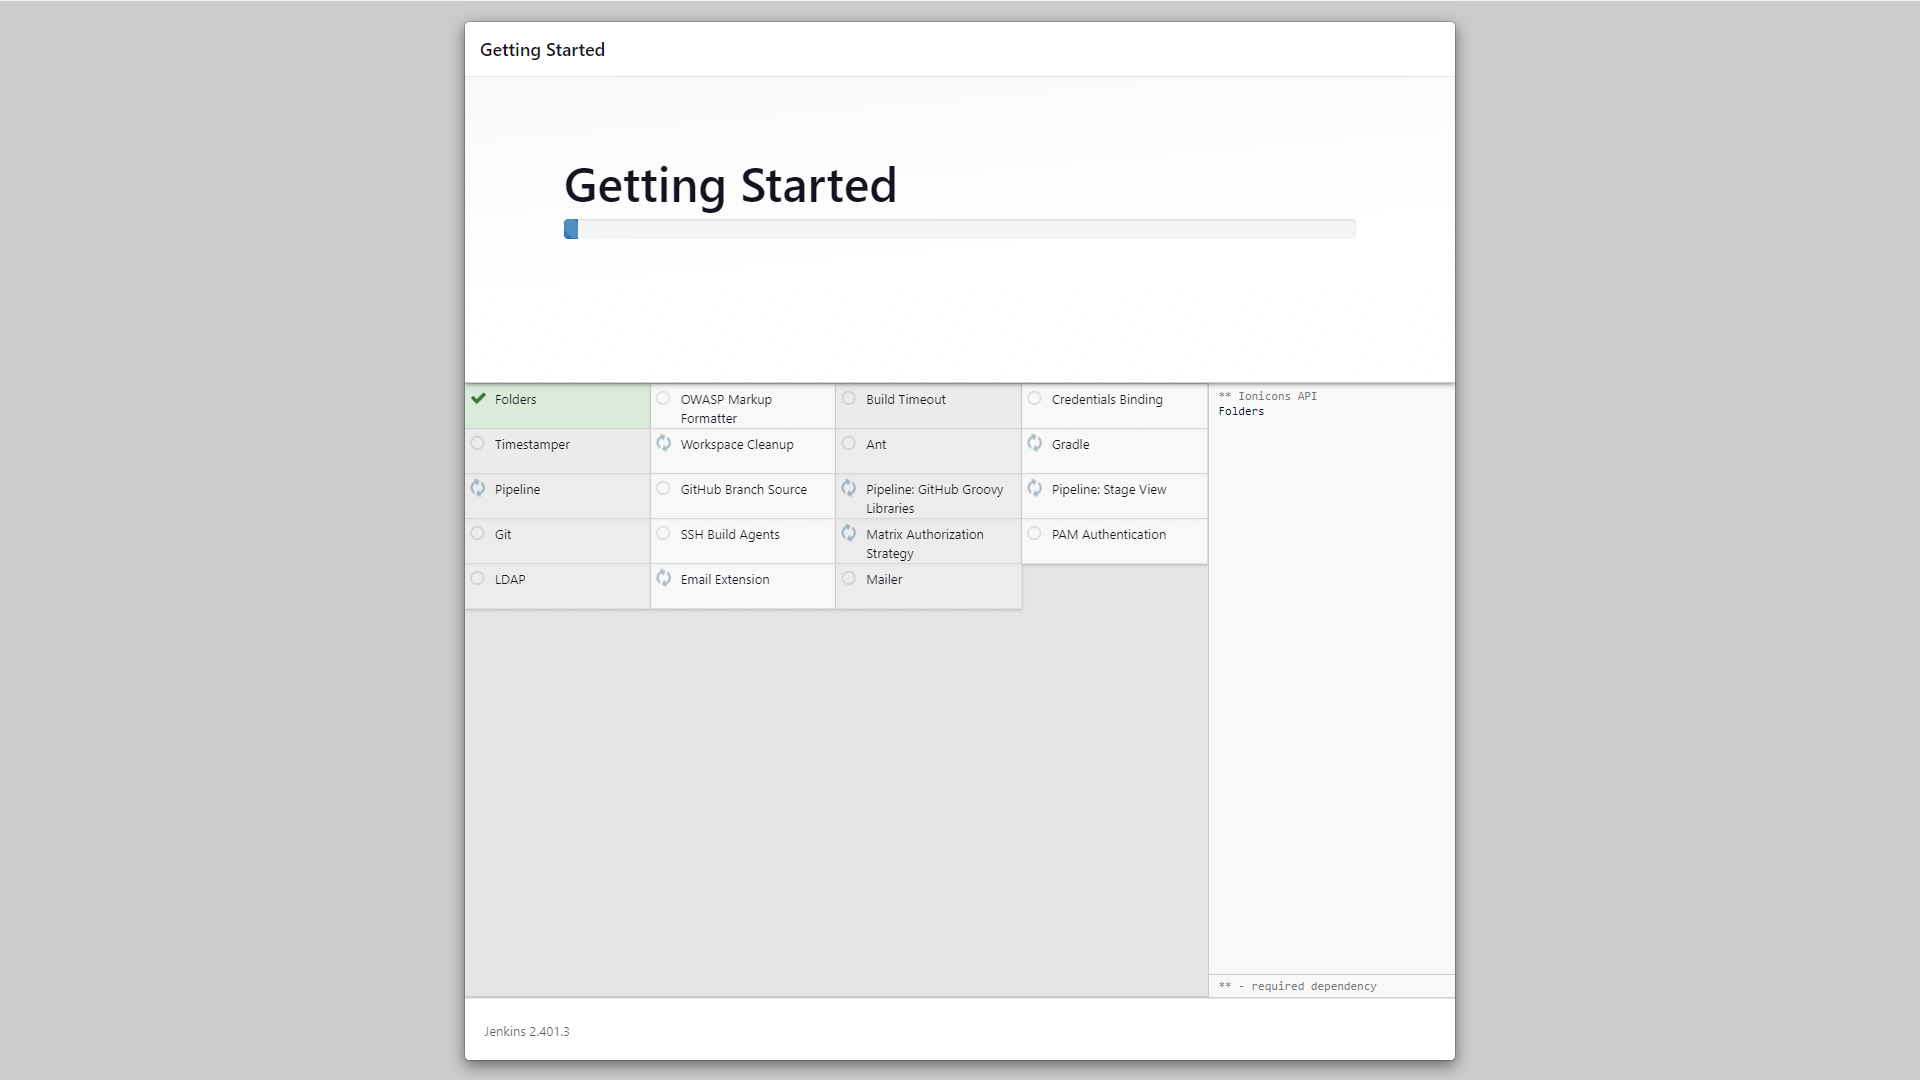 Getting Started
Getting Started
Folders
OWASP Markup
Formatter
Build Timeout
Credentials Binding
Timestamper
Workspace Cleanup
Ant
Gradle
Pipeline
GitHub Branch Source
Pipeline: GitHub Groovy
Libraries
Pipeline: Stage View
Git
SSH Build Agents
Matrix Authorization
Strategy
PAM Authentication
LDAP
Email Extension
Mailer
** Ionicons API
Folders
** - required dependency
Jenkins 2.401.3